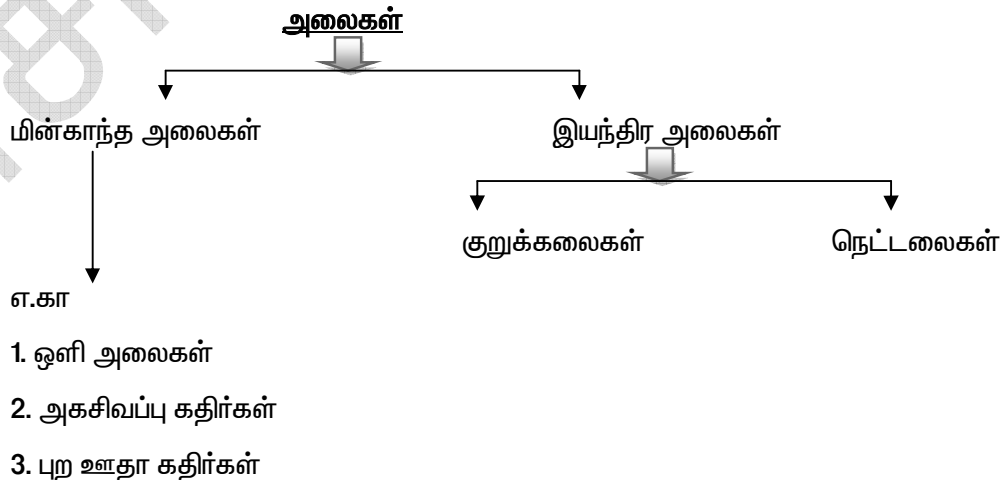 அலைகள்
மின்காந்த அலைகள் இயந்திர அலைகள்
குறுக்கலைகள் நெட்டலைகள்
எ.கா
1. ஒளி அலைகள்
2. அகசிவப்பு கதிர்கள்
3. புற ஊதா கதிர்கள்